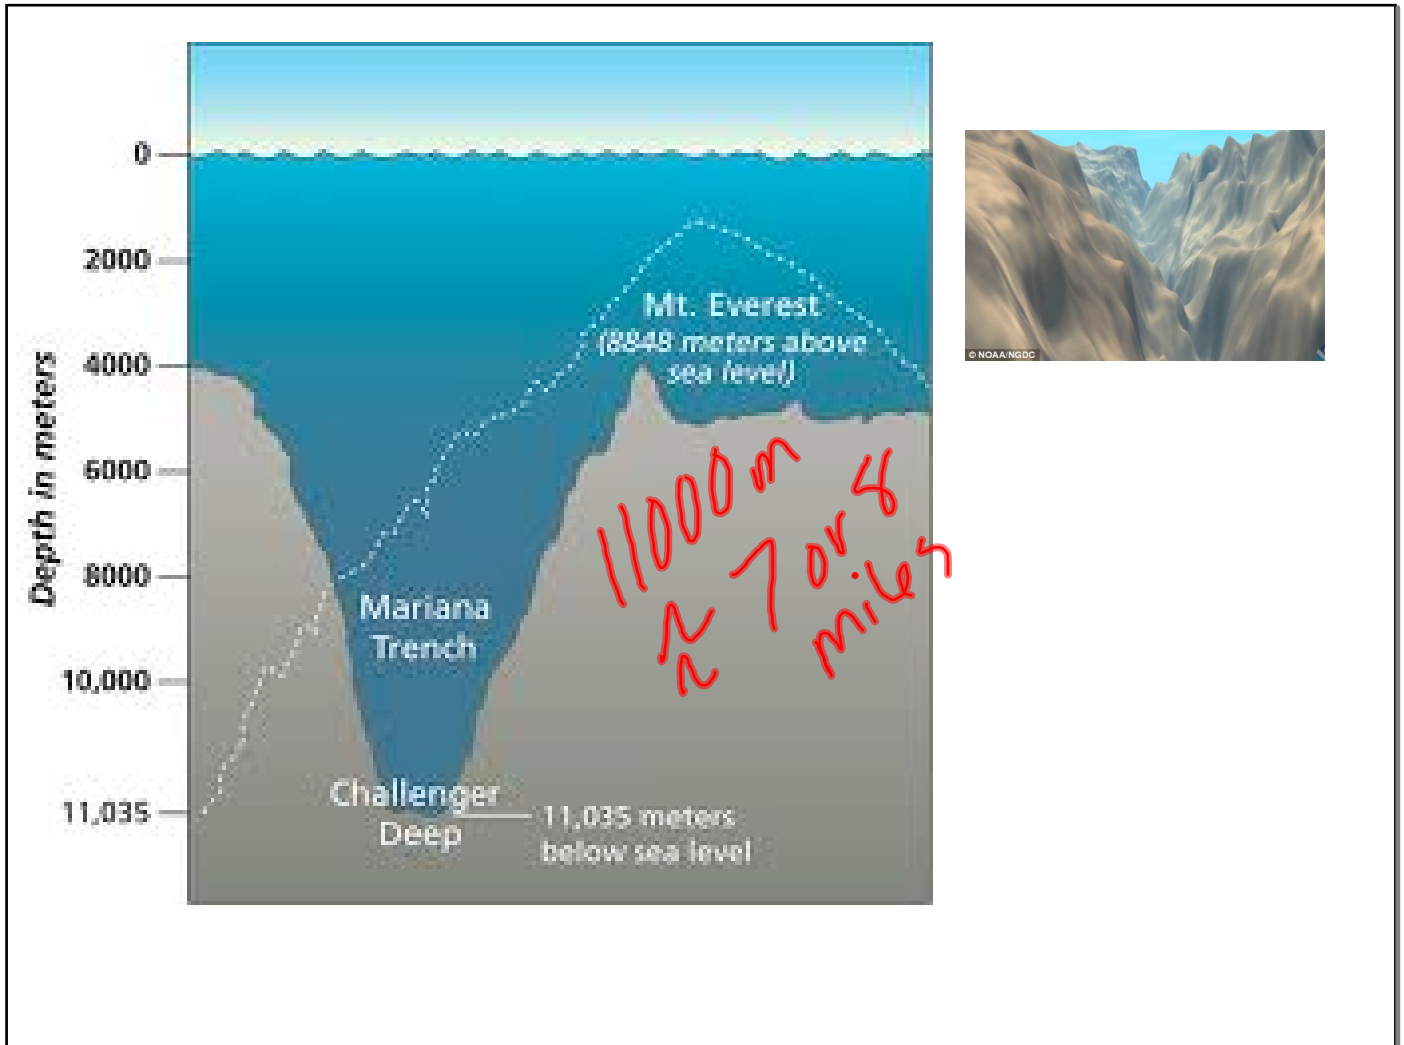 0
2000
4000
6000
8000
10,000
11,035
Depth in meters
Mt. Everest
(8848 meters above
sea level)
Mariana
Trench
Challenger
Deep
11,035 meters
below sea level
11000 m
≈ 7 or 8
miles
© NOAA/NGDC